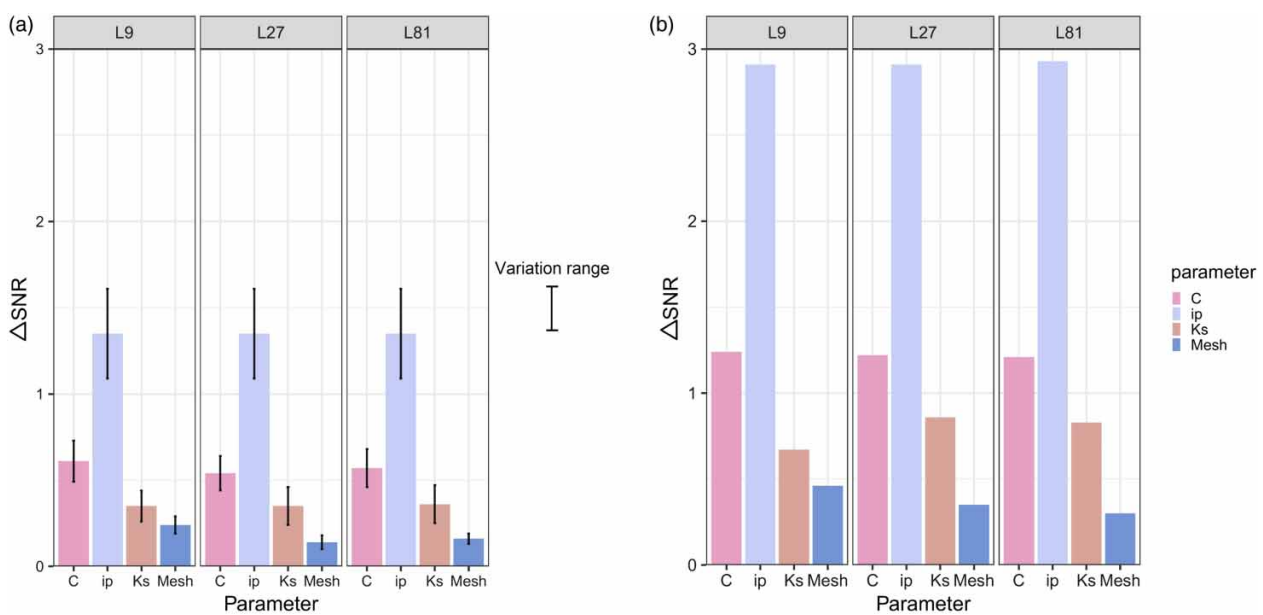 (a)
L9 L27 L81
3
2
1
0
△SNR
C ip Ks Mesh C ip Ks Mesh C ip Ks Mesh
Parameter
Variation range
(b)
L9 L27 L81
3
2
1
0
△SNR
C ip Ks Mesh C ip Ks Mesh C ip Ks Mesh
Parameter
parameter
C
ip
Ks
Mesh